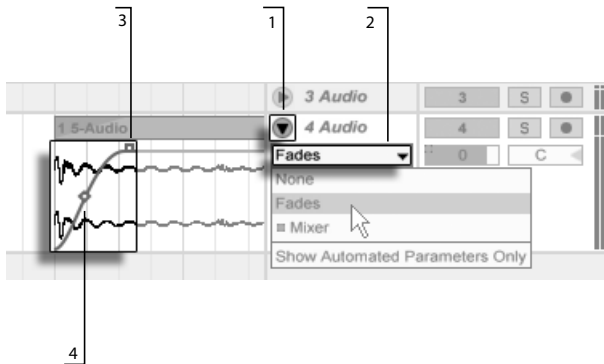 3
1
2
3 Audio
3
S
1 5-Audio
4 Audio
4
S
Fades
0
C
None
Fades
Mixer
Show Automated Parameters Only
4